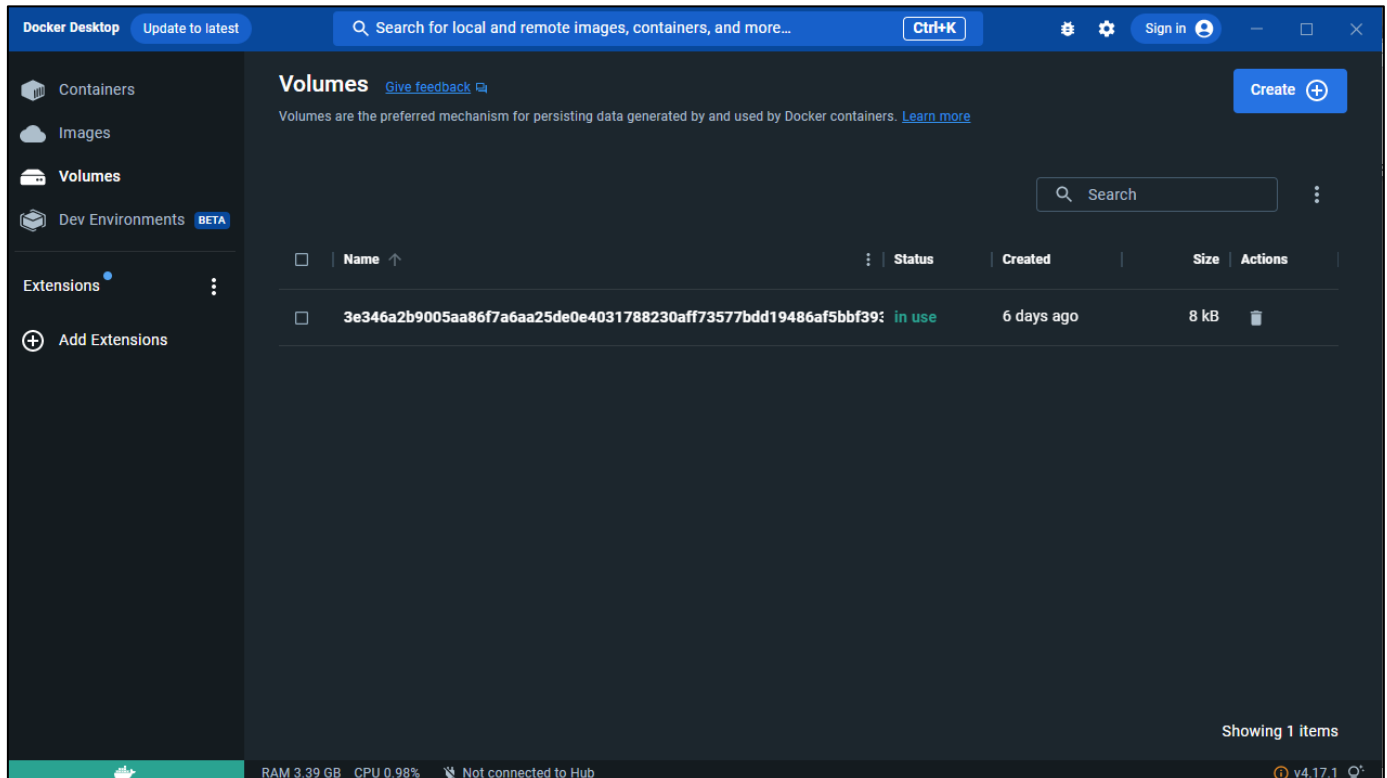 Docker Desktop Update to latest Search for local and remote images, containers, and more... Ctrl+K Sign in
Containers
Images
Volumes
Dev Environments BETA
Extensions
Add Extensions
Volumes Give feedback
Create
Volumes are the preferred mechanism for persisting data generated by and used by Docker containers. Learn more
Search
Name Status Created Size Actions
3e346a2b9005aa86f7a6aa25de0e4031788230aff73577bdd19486af5bbf393 in use 6 days ago 8 kB
Showing 1 items
RAM 3.39 GB CPU 0.98% Not connected to Hub v4.17.1